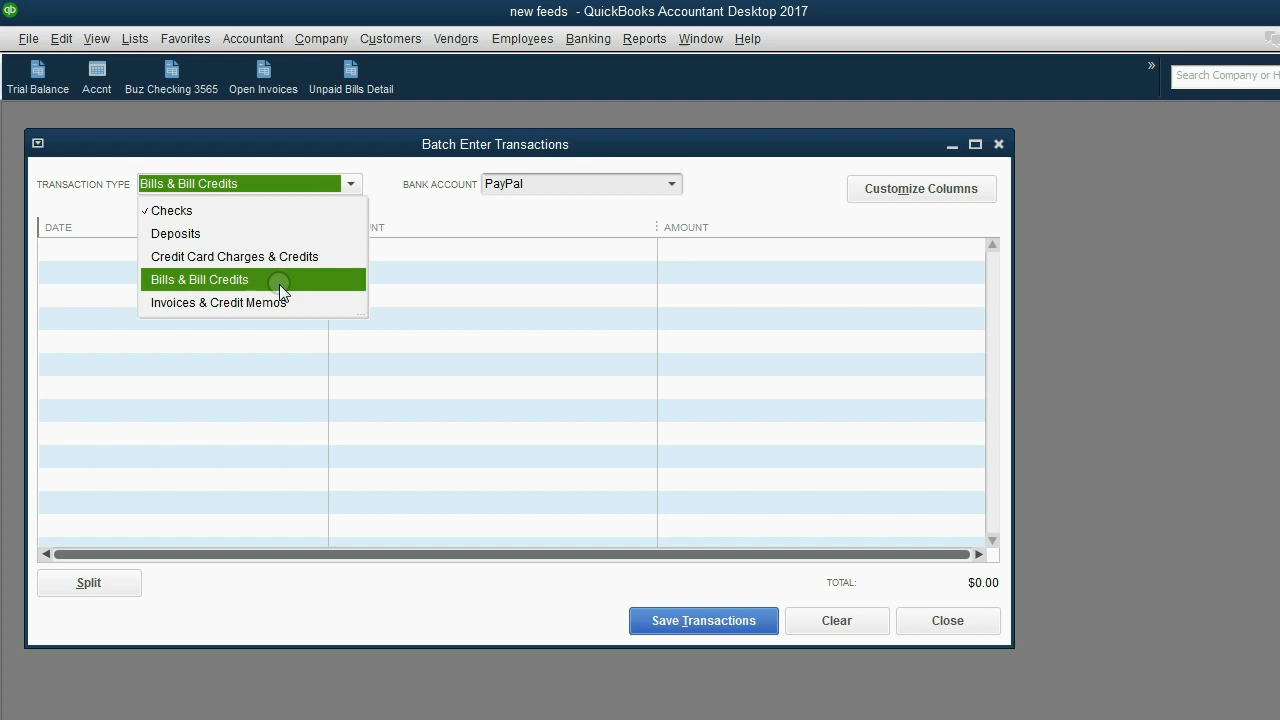 qb
new feeds - QuickBooks Accountant Desktop 2017
File Edit View Lists Favorites Accountant Company Customers Vendors Employees Banking Reports Window Help
Trial Balance Accnt Buz Checking 3565 Open Invoices Unpaid Bills Detail » Search Company or H
Batch Enter Transactions
TRANSACTION TYPE Bills & Bill Credits BANK ACCOUNT PayPal Customize Columns
✓ Checks
DATE NT AMOUNT
Deposits
Credit Card Charges & Credits
Bills & Bill Credits
Invoices & Credit Memos
Split TOTAL: $0.00
Save Transactions Clear Close